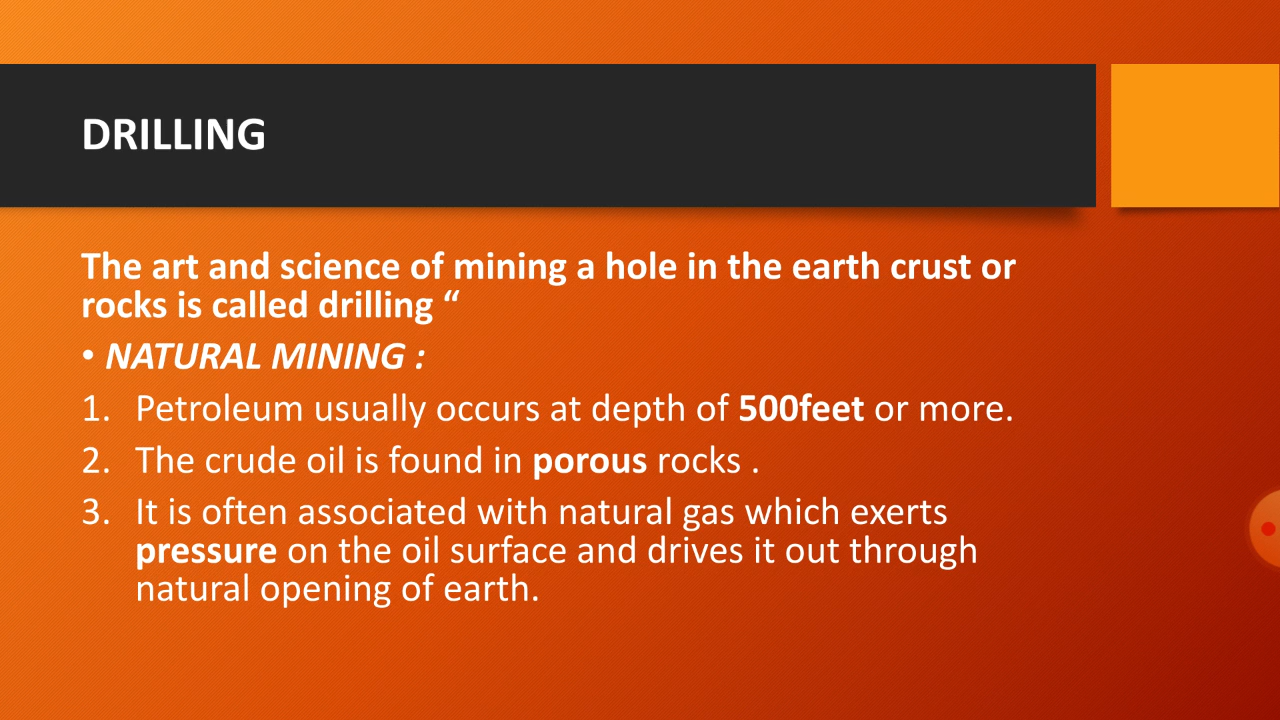 DRILLING
The art and science of mining a hole in the earth crust or
rocks is called drilling “
• NATURAL MINING :
1. Petroleum usually occurs at depth of 500feet or more.
2. The crude oil is found in porous rocks .
3. It is often associated with natural gas which exerts
pressure on the oil surface and drives it out through
natural opening of earth.